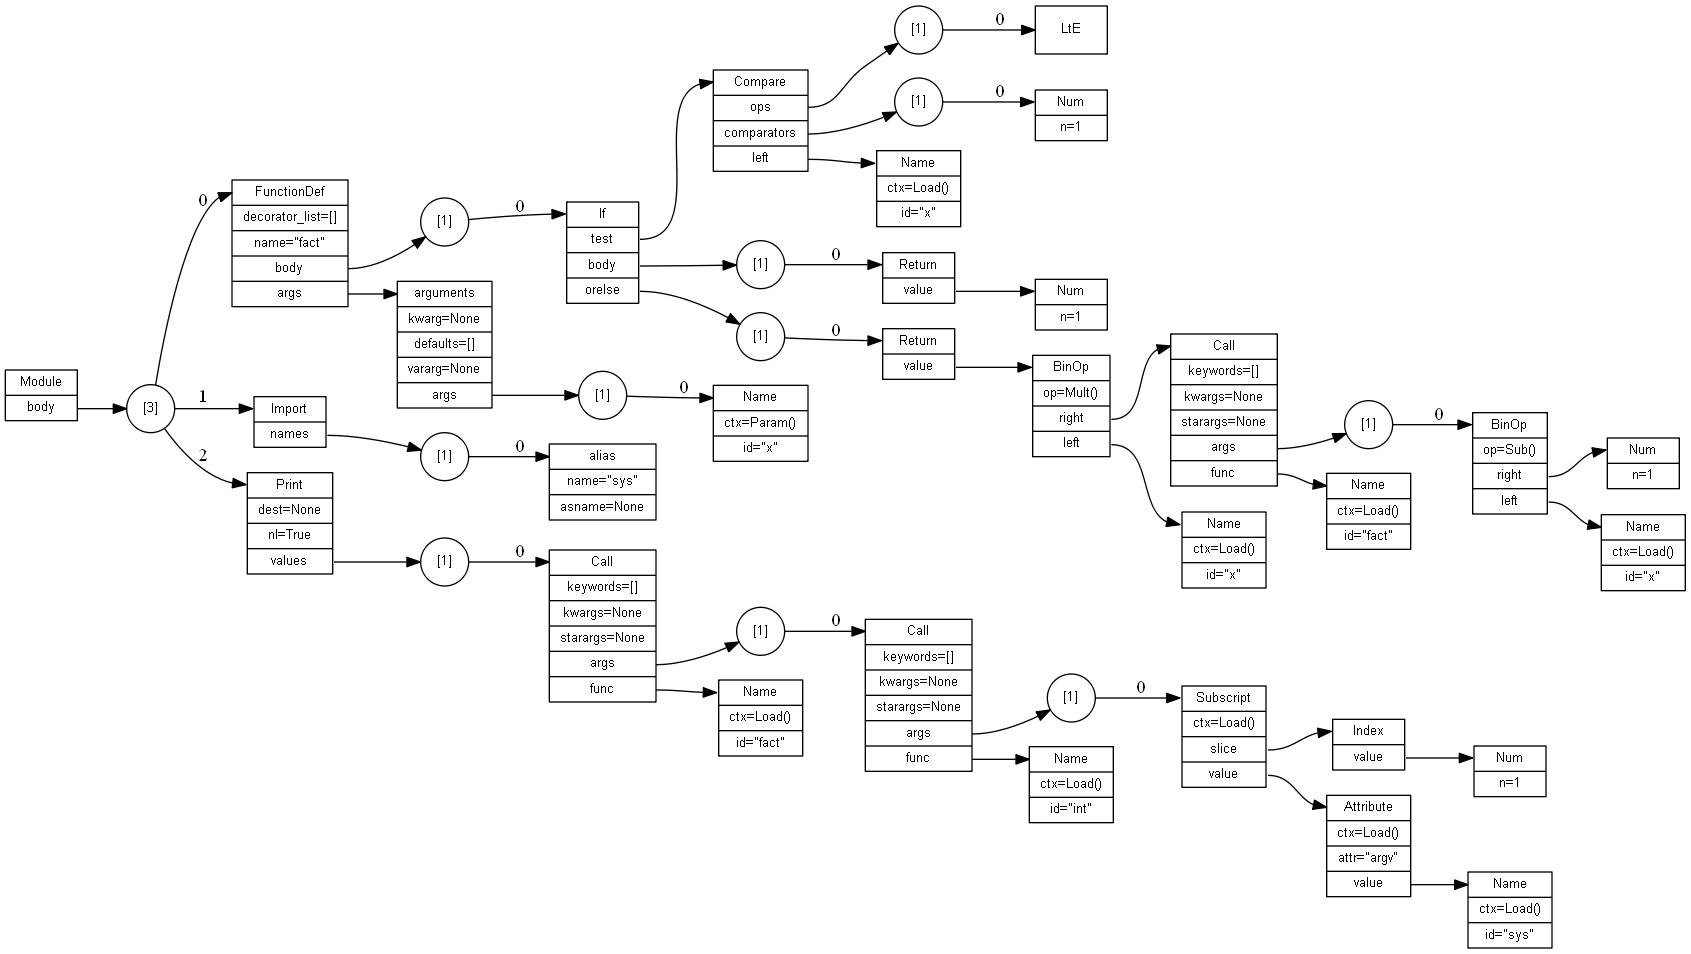 Module
body
[3]
0
FunctionDef
decorator_list=[]
name="fact"
body
args
[1]
0
If
test
body
orelse
Compare
ops
comparators
left
[1]
0
LtE
[1]
0
Num
n=1
Name
ctx=Load()
id="x"
[1]
0
Return
value
Num
n=1
[1]
0
Return
value
BinOp
op=Mult()
right
left
Call
keywords=[]
kwargs=None
starargs=None
args
func
[1]
0
BinOp
op=Sub()
right
left
Num
n=1
Name
ctx=Load()
id="x"
Name
ctx=Load()
id="fact"
Name
ctx=Load()
id="x"
arguments
kwarg=None
defaults=[]
vararg=None
args
[1]
0
Name
ctx=Param()
id="x"
1
Import
names
[1]
0
alias
name="sys"
asname=None
2
Print
dest=None
nl=True
values
[1]
0
Call
keywords=[]
kwargs=None
starargs=None
args
func
[1]
0
Call
keywords=[]
kwargs=None
starargs=None
args
func
Name
ctx=Load()
id="fact"
[1]
0
Subscript
ctx=Load()
slice
value
Name
ctx=Load()
id="int"
Index
value
Num
n=1
Attribute
ctx=Load()
attr="argv"
value
Name
ctx=Load()
id="sys"